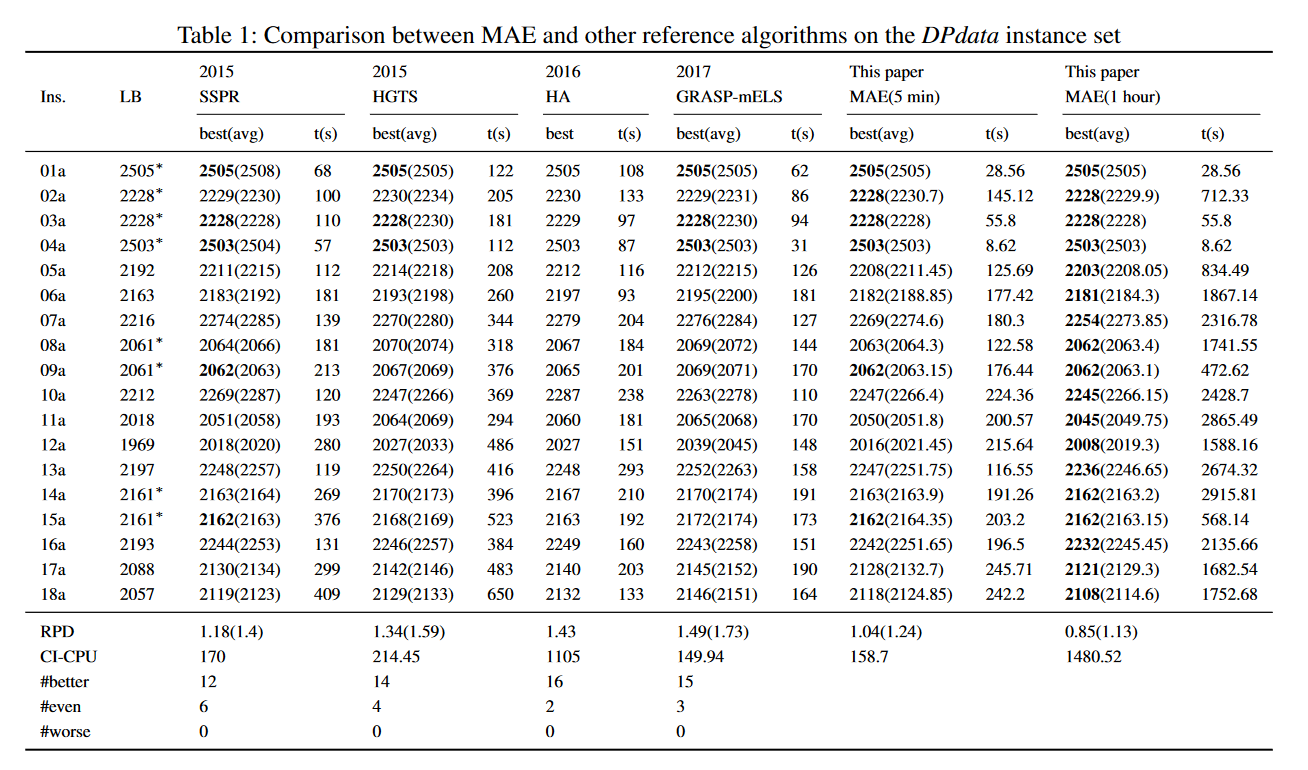 Table 1: Comparison between MAE and other reference algorithms on the DPdata instance set
2015 2015 2016 2017 This paper This paper
Ins. LB SSPR HGTS HA GRASP-mELS MAE(5 min) MAE(1 hour)
best(avg) t(s) best(avg) t(s) best t(s) best(avg) t(s) best(avg) t(s) best(avg) t(s)
01a 2505* 2505(2508) 68 2505(2505) 122 2505 108 2505(2505) 62 2505(2505) 28.56 2505(2505) 28.56
02a 2228* 2229(2230) 100 2230(2234) 205 2230 133 2229(2231) 86 2228(2230.7) 145.12 2228(2229.9) 712.33
03a 2228* 2228(2228) 110 2228(2230) 181 2229 97 2228(2230) 94 2228(2228) 55.8 2228(2228) 55.8
04a 2503* 2503(2504) 57 2503(2503) 112 2503 87 2503(2503) 31 2503(2503) 8.62 2503(2503) 8.62
05a 2192 2211(2215) 112 2214(2218) 208 2212 116 2212(2215) 126 2208(2211.45) 125.69 2203(2208.05) 834.49
06a 2163 2183(2192) 181 2193(2198) 260 2197 93 2195(2200) 181 2182(2188.85) 177.42 2181(2184.3) 1867.14
07a 2216 2274(2285) 139 2270(2280) 344 2279 204 2276(2284) 127 2269(2274.6) 180.3 2254(2273.85) 2316.78
08a 2061* 2064(2066) 181 2070(2074) 318 2067 184 2069(2072) 144 2063(2064.3) 122.58 2062(2063.4) 1741.55
09a 2061* 2062(2063) 213 2067(2069) 376 2065 201 2069(2071) 170 2062(2063.15) 176.44 2062(2063.1) 472.62
10a 2212 2269(2287) 120 2247(2266) 369 2287 238 2263(2278) 110 2247(2266.4) 224.36 2245(2266.15) 2428.7
11a 2018 2051(2058) 193 2064(2069) 294 2060 181 2065(2068) 170 2050(2051.8) 200.57 2045(2049.75) 2865.49
12a 1969 2018(2020) 280 2027(2033) 486 2027 151 2039(2045) 148 2016(2021.45) 215.64 2008(2019.3) 1588.16
13a 2197 2248(2257) 119 2250(2264) 416 2248 293 2252(2263) 158 2247(2251.75) 116.55 2236(2246.65) 2674.32
14a 2161* 2163(2164) 269 2170(2173) 396 2167 210 2170(2174) 191 2163(2163.9) 191.26 2162(2163.2) 2915.81
15a 2161* 2162(2163) 376 2168(2169) 523 2163 192 2172(2174) 173 2162(2164.35) 203.2 2162(2163.15) 568.14
16a 2193 2244(2253) 131 2246(2257) 384 2249 160 2243(2258) 151 2242(2251.65) 196.5 2232(2245.45) 2135.66
17a 2088 2130(2134) 299 2142(2146) 483 2140 203 2145(2152) 190 2128(2132.7) 245.71 2121(2129.3) 1682.54
18a 2057 2119(2123) 409 2129(2133) 650 2132 133 2146(2151) 164 2118(2124.85) 242.2 2108(2114.6) 1752.68
RPD 1.18(1.4) 1.34(1.59) 1.43 1.49(1.73) 1.04(1.24) 0.85(1.13)
CI-CPU 170 214.45 1105 149.94 158.7 1480.52
#better 12 14 16 15
#even 6 4 2 3
#worse 0 0 0 0